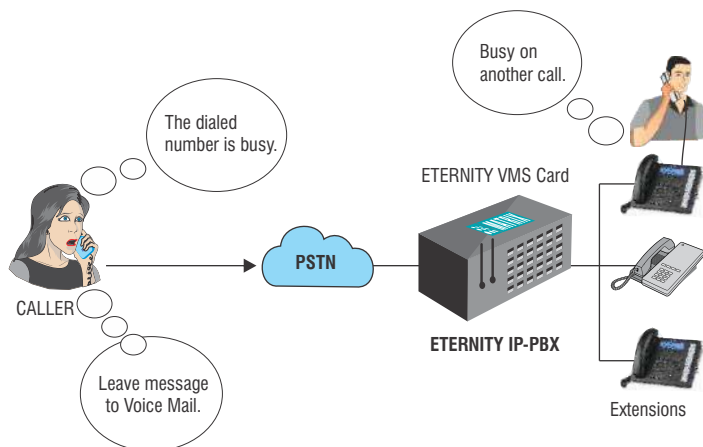 Busy on
another call.
The dialed
number is busy.
ETERNITY VMS Card
PSTN
CALLER
ETERNITY IP-PBX
Leave message
to Voice Mail.
Extensions